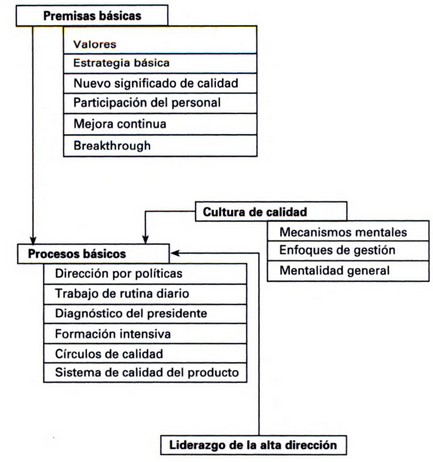 Premisas básicas
Valores
Estrategia básica
Nuevo significado de calidad
Participación del personal
Mejora continua
Breakthrough
Cultura de calidad
Mecanismos mentales
Enfoques de gestión
Mentalidad general
Procesos básicos
Dirección por políticas
Trabajo de rutina diario
Diagnóstico del presidente
Formación intensiva
Círculos de calidad
Sistema de calidad del producto
Liderazgo de la alta dirección